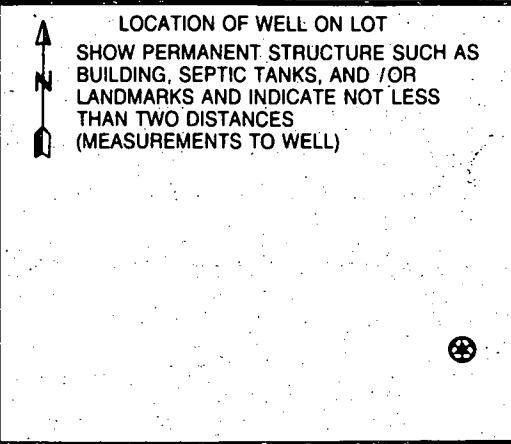 LOCATION OF WELL ON LOT
SHOW PERMANENT STRUCTURE SUCH AS
BUILDING, SEPTIC TANKS, AND /OR
N
LANDMARKS AND INDICATE NOT LESS
THAN TWO DISTANCES
(MEASUREMENTS TO WELL)